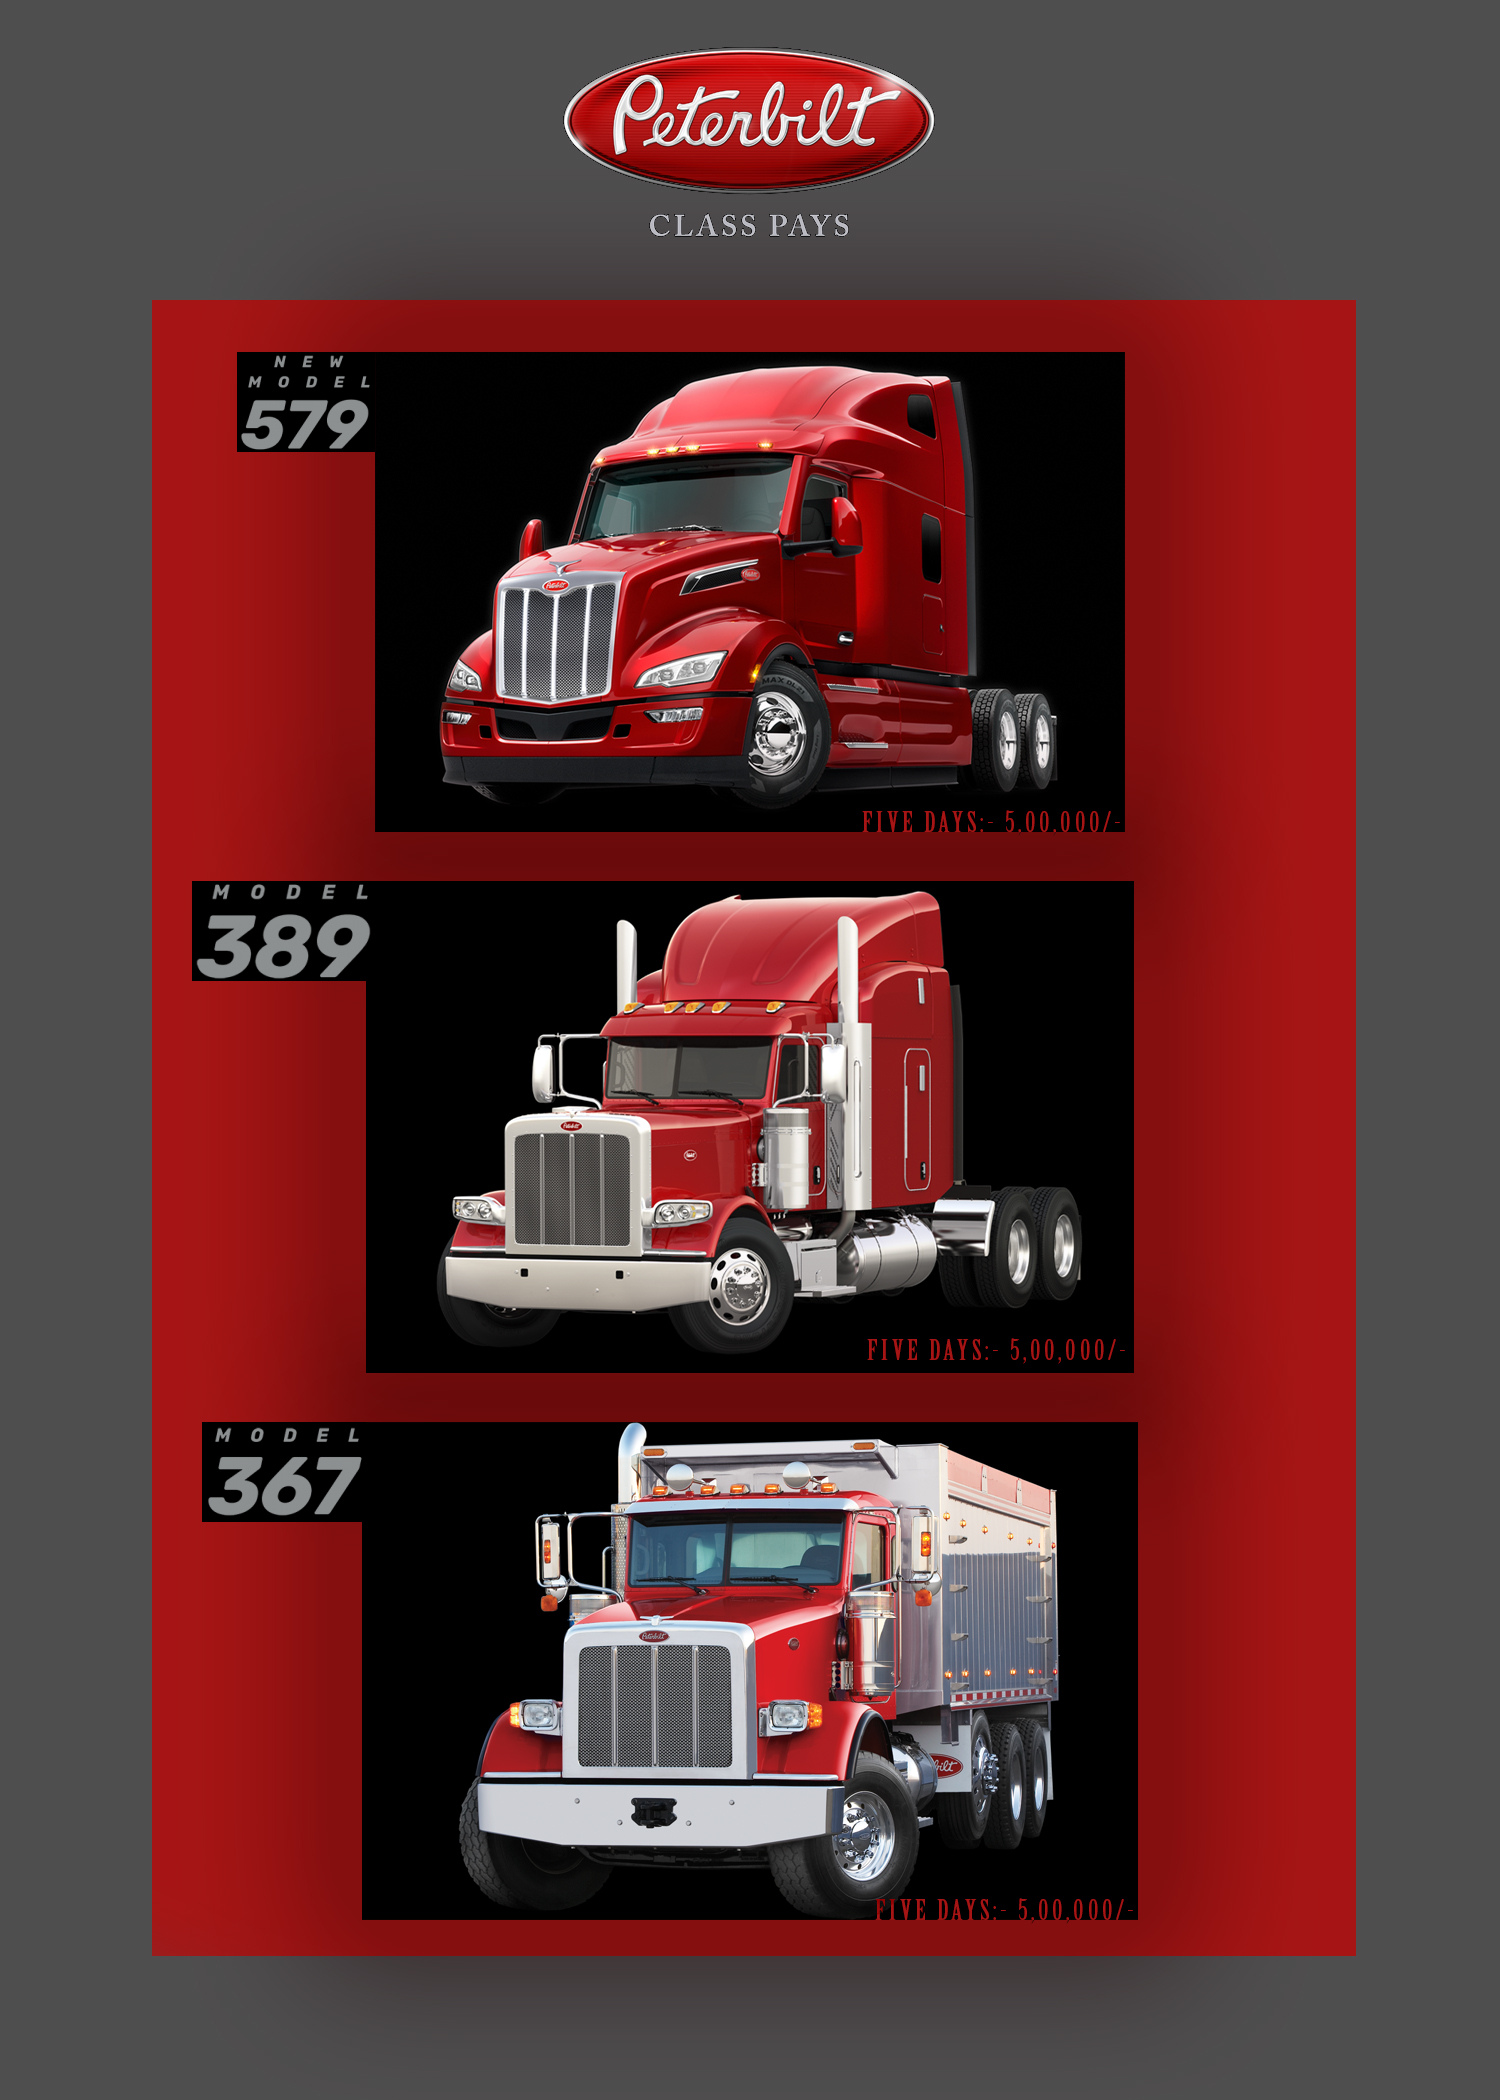 Peterbilt
CLASS PAYS
NEW
MODEL
579
FIVE DAYS:- 5,00,000/-
MODEL
389
FIVE DAYS:- 5,00,000/-
MODEL
367
FIVE DAYS:- 5,00,000/-